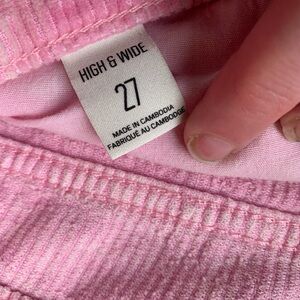 HIGH & WIDE
27
MADE IN CAMBODIA
FABRIQUÉ AU CAMBODGE